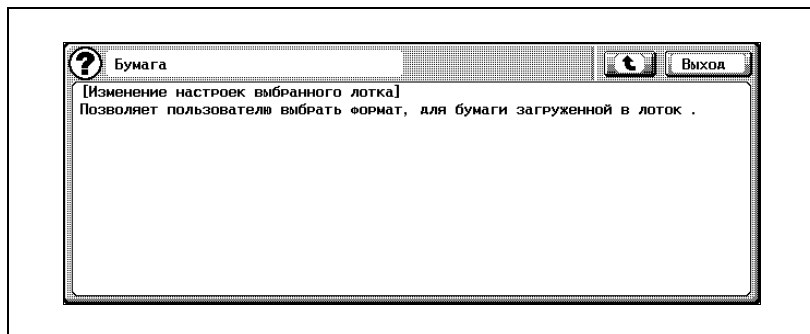 Бумага
Выход
[Изменение настроек выбранного лотка]
Позволяет пользователю выбрать формат, для бумаги загруженной в лоток .